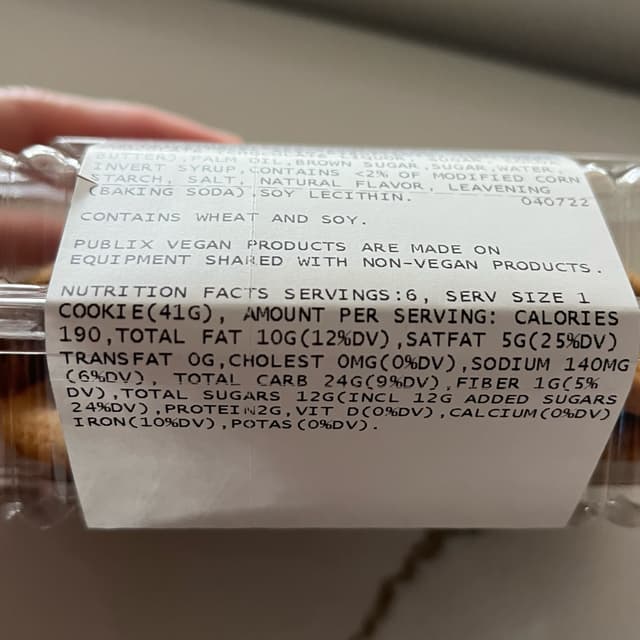 BUTTER), PALM OIL, BROWN SUGAR, SUGAR, WATER,
INVERT SYRUP, CONTAINS <2% OF MODIFIED CORN
STARCH, SALT, NATURAL FLAVOR, LEAVENING
(BAKING SODA) SOY LECITHIN. 040722
CONTAINS WHEAT AND SOY.
PUBLIX VEGAN PRODUCTS ARE MADE ON
EQUIPMENT SHARED WITH NON-VEGAN PRODUCTS.
NUTRITION FACTS SERVINGS:6, SERV SIZE 1
COOKIE(41G), AMOUNT PER SERVING: CALORIES
190,TOTAL FAT 10G(12%DV),SATFAT 5G(25%DV)
TRANSFAT 0G,CHOLEST 0MG(0%DV),SODIUM 140MG
(6%DV), TOTAL CARB 24G(9%DV),FIBER 1G(5%
DV),TOTAL SUGARS 12G(INCL 12G ADDED SUGARS
24%DV),PROTEIN2G,VIT D(0%DV),CALCIUM(0%DV)
IRON(10%DV),POTAS(0%DV).